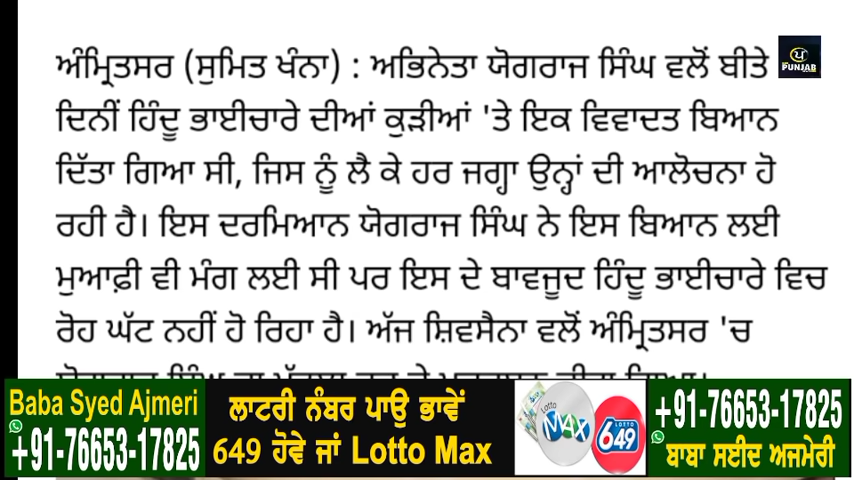 ਅੰਮ੍ਰਿਤਸਰ (ਸੁਮਿਤ ਖੰਨਾ) : ਅਭਿਨੇਤਾ ਯੋਗਰਾਜ ਸਿੰਘ ਵਲੋਂ ਬੀਤੇ
ਦਿਨੀਂ ਹਿੰਦੂ ਭਾਈਚਾਰੇ ਦੀਆਂ ਕੁੜੀਆਂ 'ਤੇ ਇਕ ਵਿਵਾਦਤ ਬਿਆਨ
ਦਿੱਤਾ ਗਿਆ ਸੀ, ਜਿਸ ਨੂੰ ਲੈ ਕੇ ਹਰ ਜਗ੍ਹਾ ਉਨ੍ਹਾਂ ਦੀ ਆਲੋਚਨਾ ਹੋ
ਰਹੀ ਹੈ। ਇਸ ਦਰਮਿਆਨ ਯੋਗਰਾਜ ਸਿੰਘ ਨੇ ਇਸ ਬਿਆਨ ਲਈ
ਮੁਆਫ਼ੀ ਵੀ ਮੰਗ ਲਈ ਸੀ ਪਰ ਇਸ ਦੇ ਬਾਵਜੂਦ ਹਿੰਦੂ ਭਾਈਚਾਰੇ ਵਿਚ
ਰੋਹ ਘੱਟ ਨਹੀਂ ਹੋ ਰਿਹਾ ਹੈ। ਅੱਜ ਸ਼ਿਵਸੈਨਾ ਵਲੋਂ ਅੰਮ੍ਰਿਤਸਰ 'ਚ
PUNJAB
Baba Syed Ajmeri
+91-76653-17825
ਲਾਟਰੀ ਨੰਬਰ ਪਾਉ ਭਾਵੇਂ
649 ਹੋਵੇ ਜਾਂ Lotto Max
Lotto
MAX
LOTTO
649
+91-76653-17825
ਬਾਬਾ ਸਈਦ ਅਜਮੇਰੀ